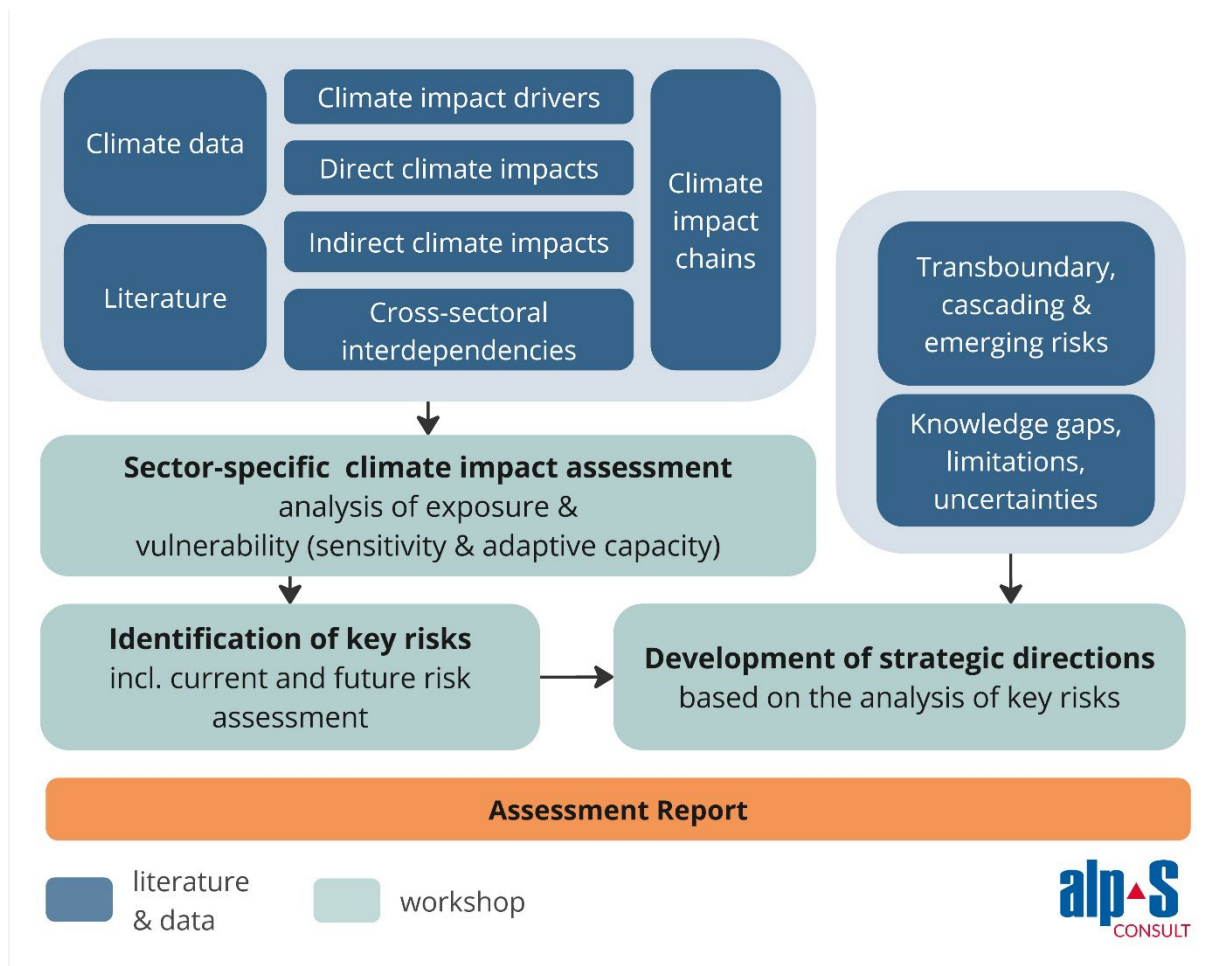 Climate data
Literature
Climate impact drivers
Direct climate impacts
Indirect climate impacts
Cross-sectoral
interdependencies
Climate
impact
chains
Transboundary,
cascading &
emerging risks
Knowledge gaps,
limitations,
uncertainties
Sector-specific climate impact assessment
analysis of exposure &
vulnerability (sensitivity & adaptive capacity)
Identification of key risks
incl. current and future risk
assessment
Development of strategic directions
based on the analysis of key risks
Assessment Report
literature
& data
workshop
alpS
CONSULT